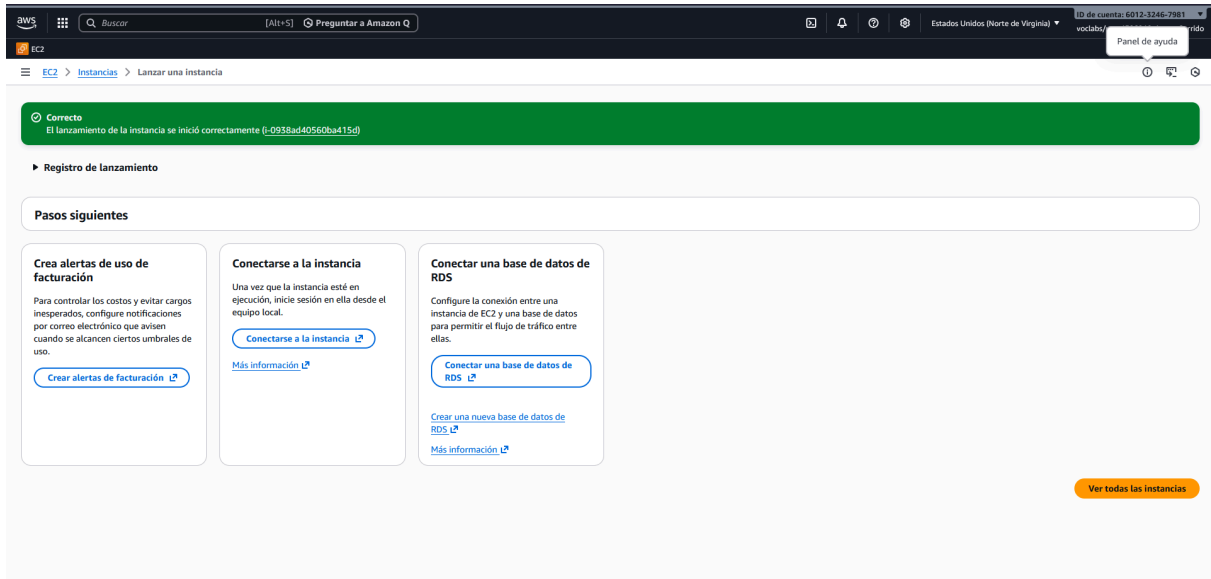 aws
Buscar
[Alt+S]
Preguntar a Amazon Q
Estados Unidos (Norte de Virginia)
ID de cuenta: 6012-3246-7981
voclabs/
Panel de ayuda
EC2
EC2 > Instancias > Lanzar una instancia
Correcto
El lanzamiento de la instancia se inició correctamente (i-0938ad40560ba415d)
Registro de lanzamiento
Pasos siguientes
Crea alertas de uso de
facturación
Para controlar los costos y evitar cargos
inesperados, configure notificaciones
por correo electrónico que avisen
cuando se alcancen ciertos umbrales de
uso.
Crear alertas de facturación
Conectarse a la instancia
Una vez que la instancia esté en
ejecución, inicie sesión en ella desde el
equipo local.
Conectarse a la instancia
Más información
Conectar una base de datos de
RDS
Configure la conexión entre una
instancia de EC2 y una base de datos
para permitir el flujo de tráfico entre
ellas.
Conectar una base de datos de
RDS
Crear una nueva base de datos de
RDS
Más información
Ver todas las instancias